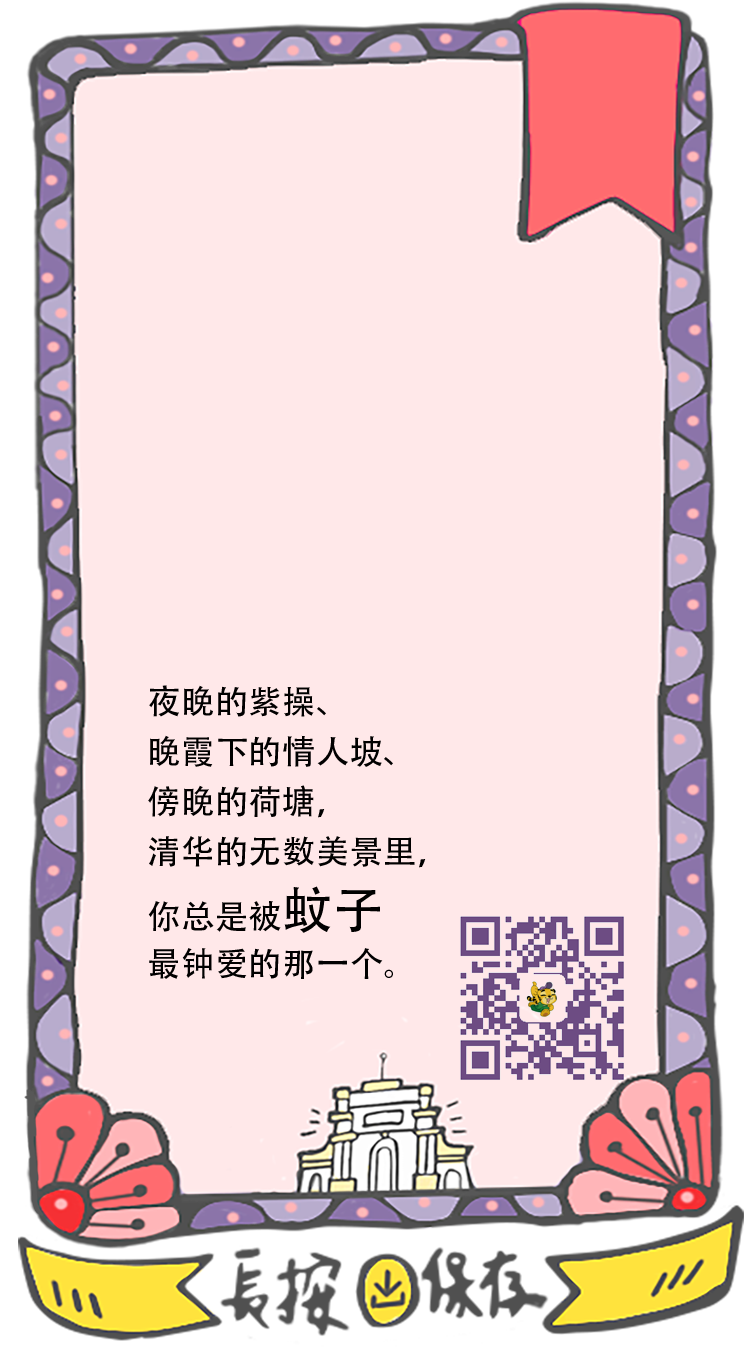 夜晚的紫操、
晚霞下的情人坡、
傍晚的荷塘，
清华的无数美景里，
你总是被蚊子
最钟爱的那一个。
長按保存